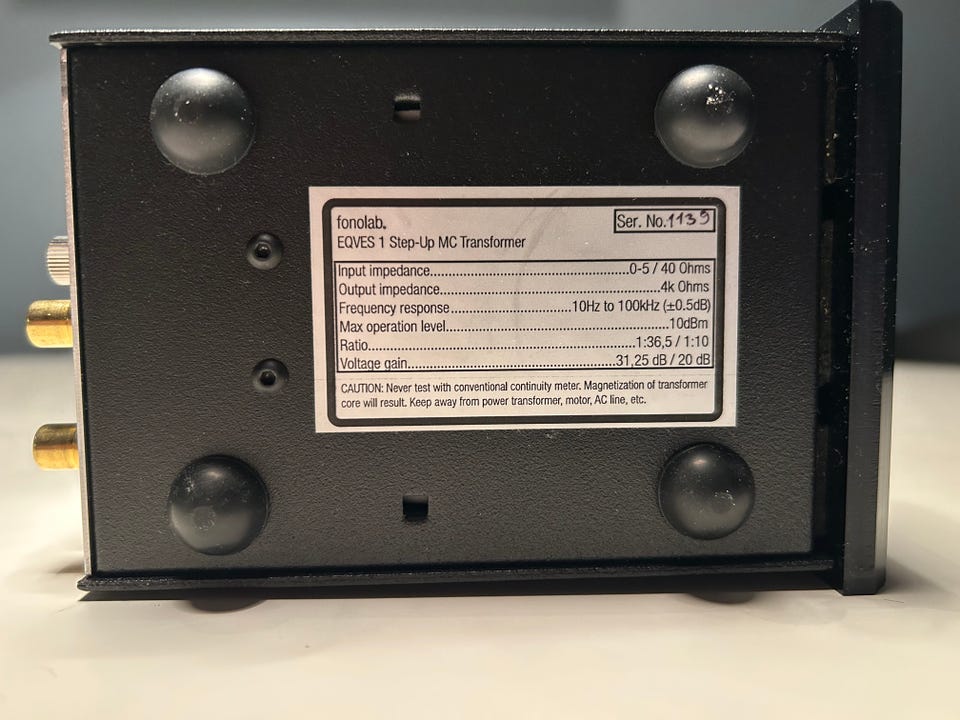 fonolab.
Ser. No. 1139
EQVES 1 Step-Up MC Transformer
Input impedance..............................0-5 / 40 Ohms
Output impedance....................................4k Ohms
Frequency response................10Hz to 100kHz (±0.5dB)
Max operation level....................................10dBm
Ratio..............................................1:36,5 / 1:10
Voltage gain...................................31,25 dB / 20 dB
CAUTION: Never test with conventional continuity meter. Magnetization of transformer
core will result. Keep away from power transformer, motor, AC line, etc.